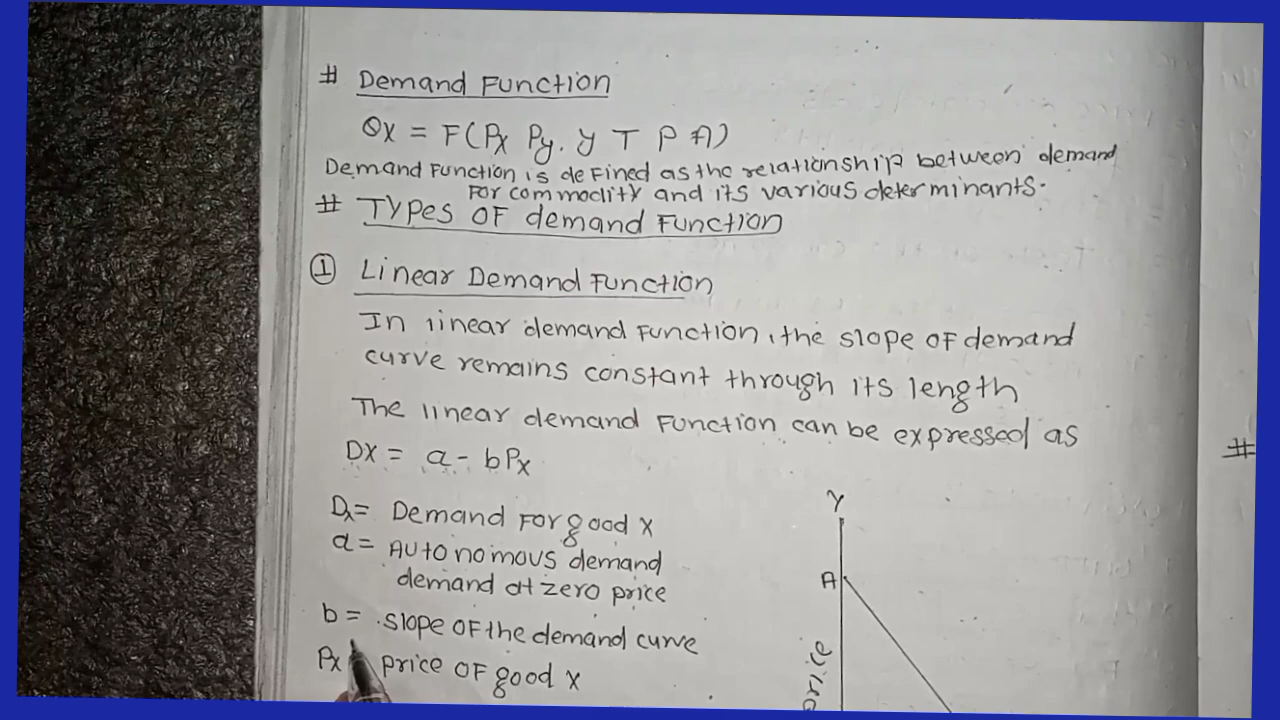 # Demand Function
Qx = F(Px Py. y T P A)
Demand Function is defined as the relationship between demand
For commodity and its various determinants.
# Types OF demand Function
① Linear Demand Function
In linear demand Function, the slope OF demand
curve remains constant through its length
The linear demand Function can be expressed as
Dx = a - bPx
Dx = Demand For good x
a = Autonomous demand
demand at zero price
b = slope OF the demand curve
Px price OF good x
Y
A
price
#